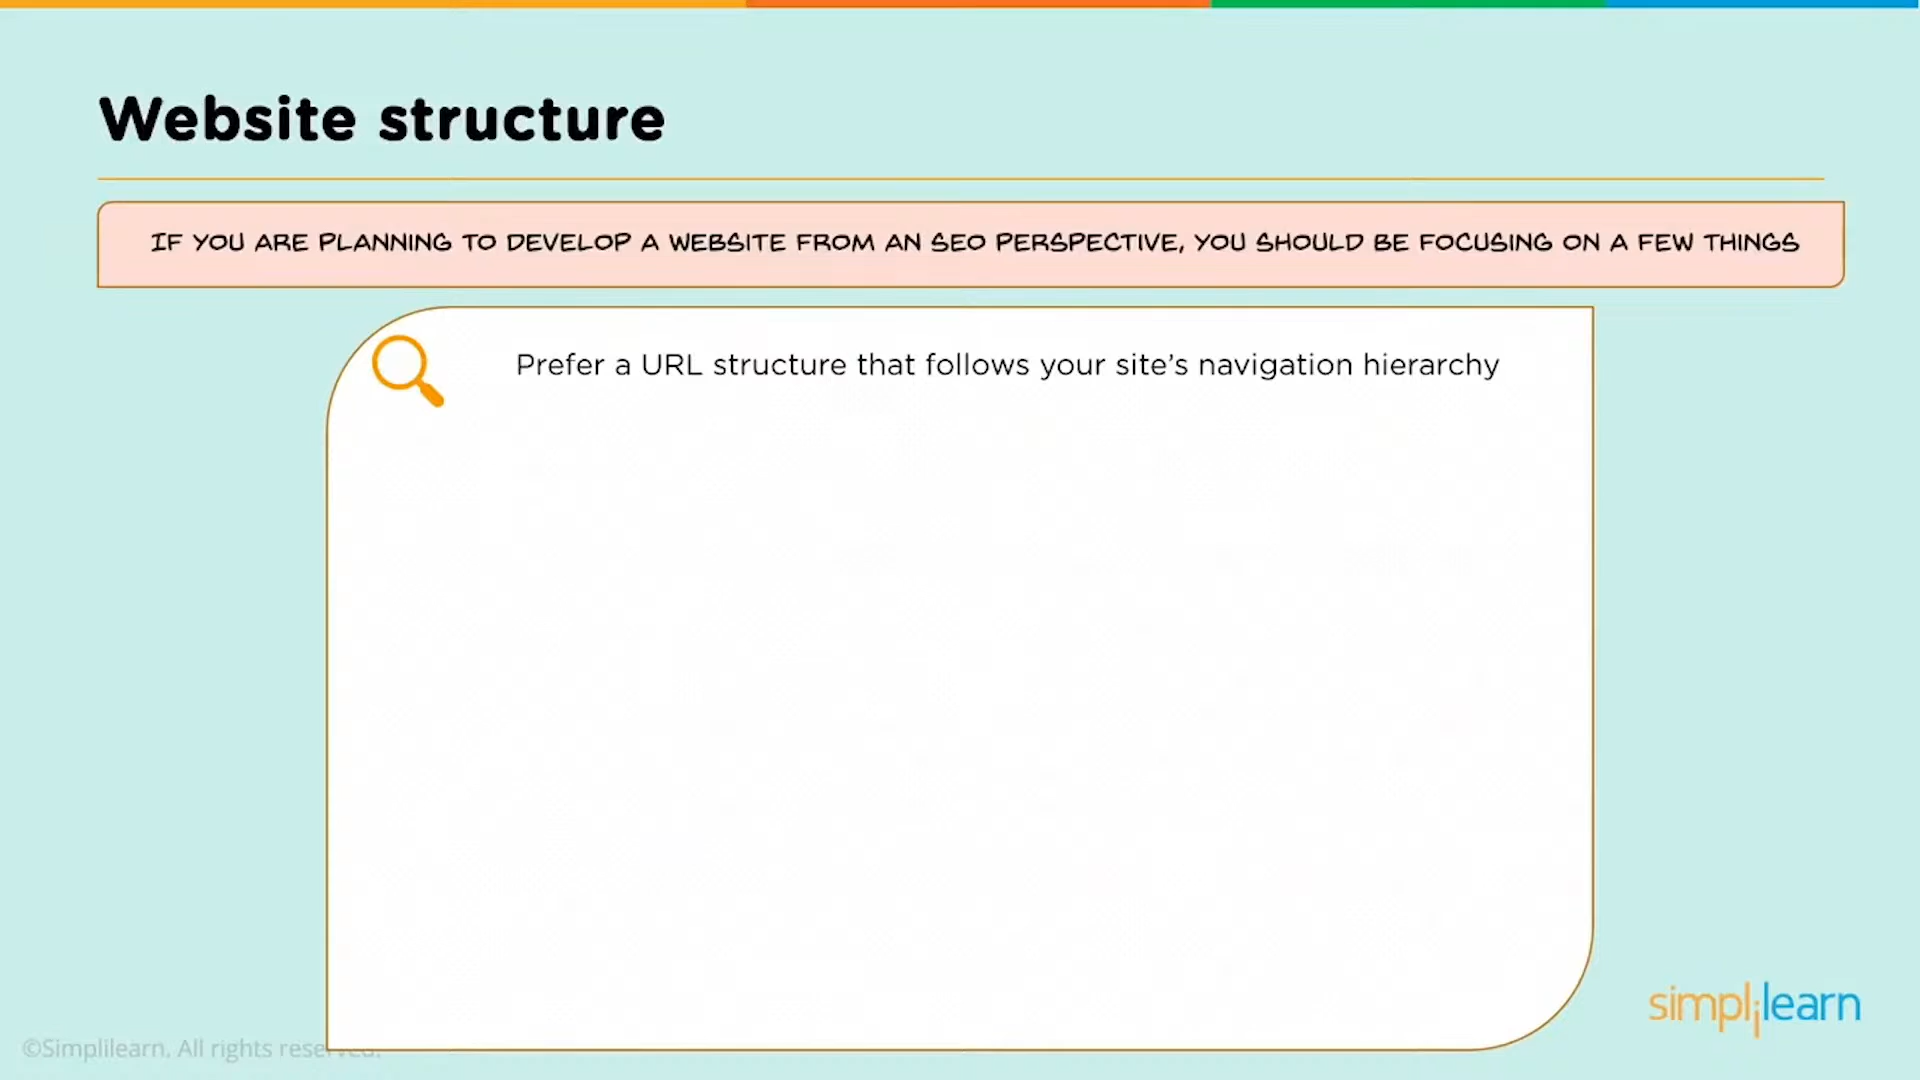 Website structure
IF YOU ARE PLANNING TO DEVELOP A WEBSITE FROM AN SEO PERSPECTIVE, YOU SHOULD BE FOCUSING ON A FEW THINGS
Prefer a URL structure that follows your site's navigation hierarchy
simplilearn
©Simplilearn. All rights reserved.